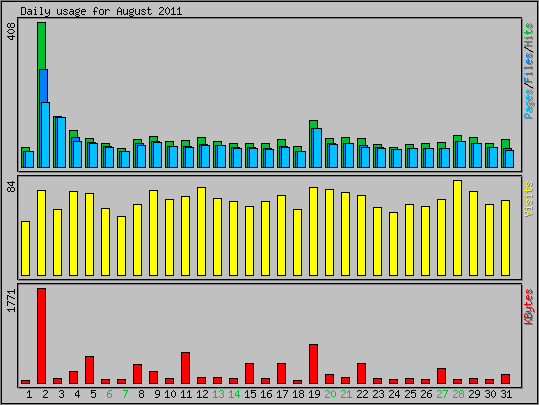 Daily usage for August 2011
408
Pages/Files/Hits
84
Visits
1771
KBytes
1 2 3 4 5 6 7 8 9 10 11 12 13 14 15 16 17 18 19 20 21 22 23 24 25 26 27 28 29 30 31